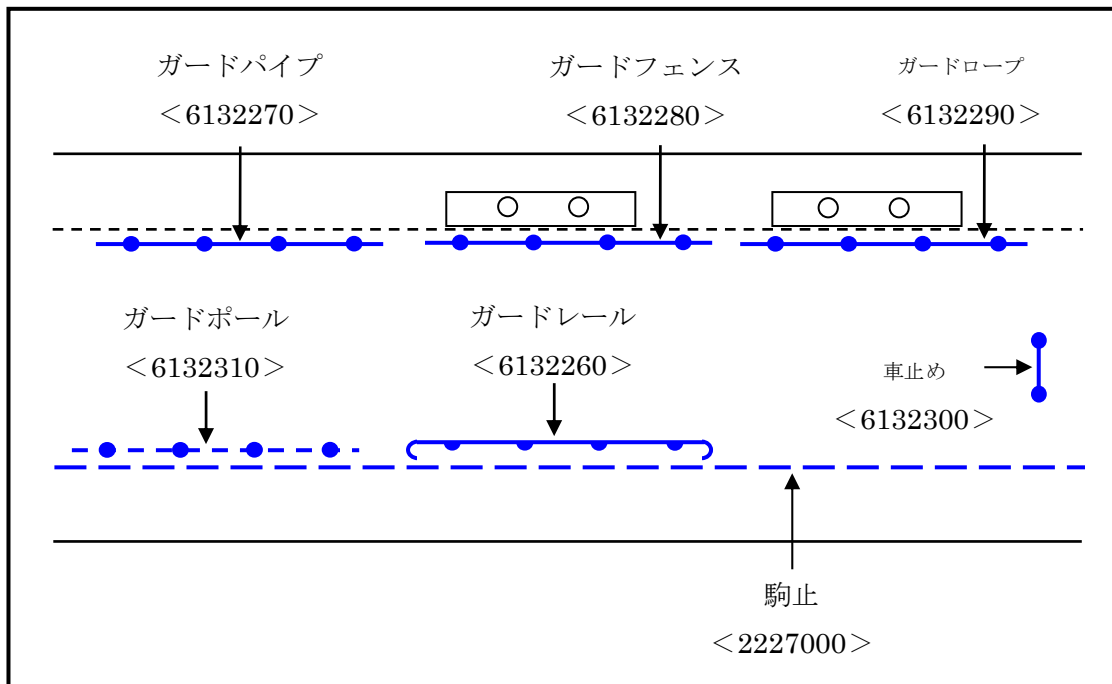 ガードパイプ
<6132270>
ガードフェンス
<6132280>
ガードロープ
<6132290>
ガードポール
<6132310>
ガードレール
<6132260>
車止め
<6132300>
駒止
<2227000>